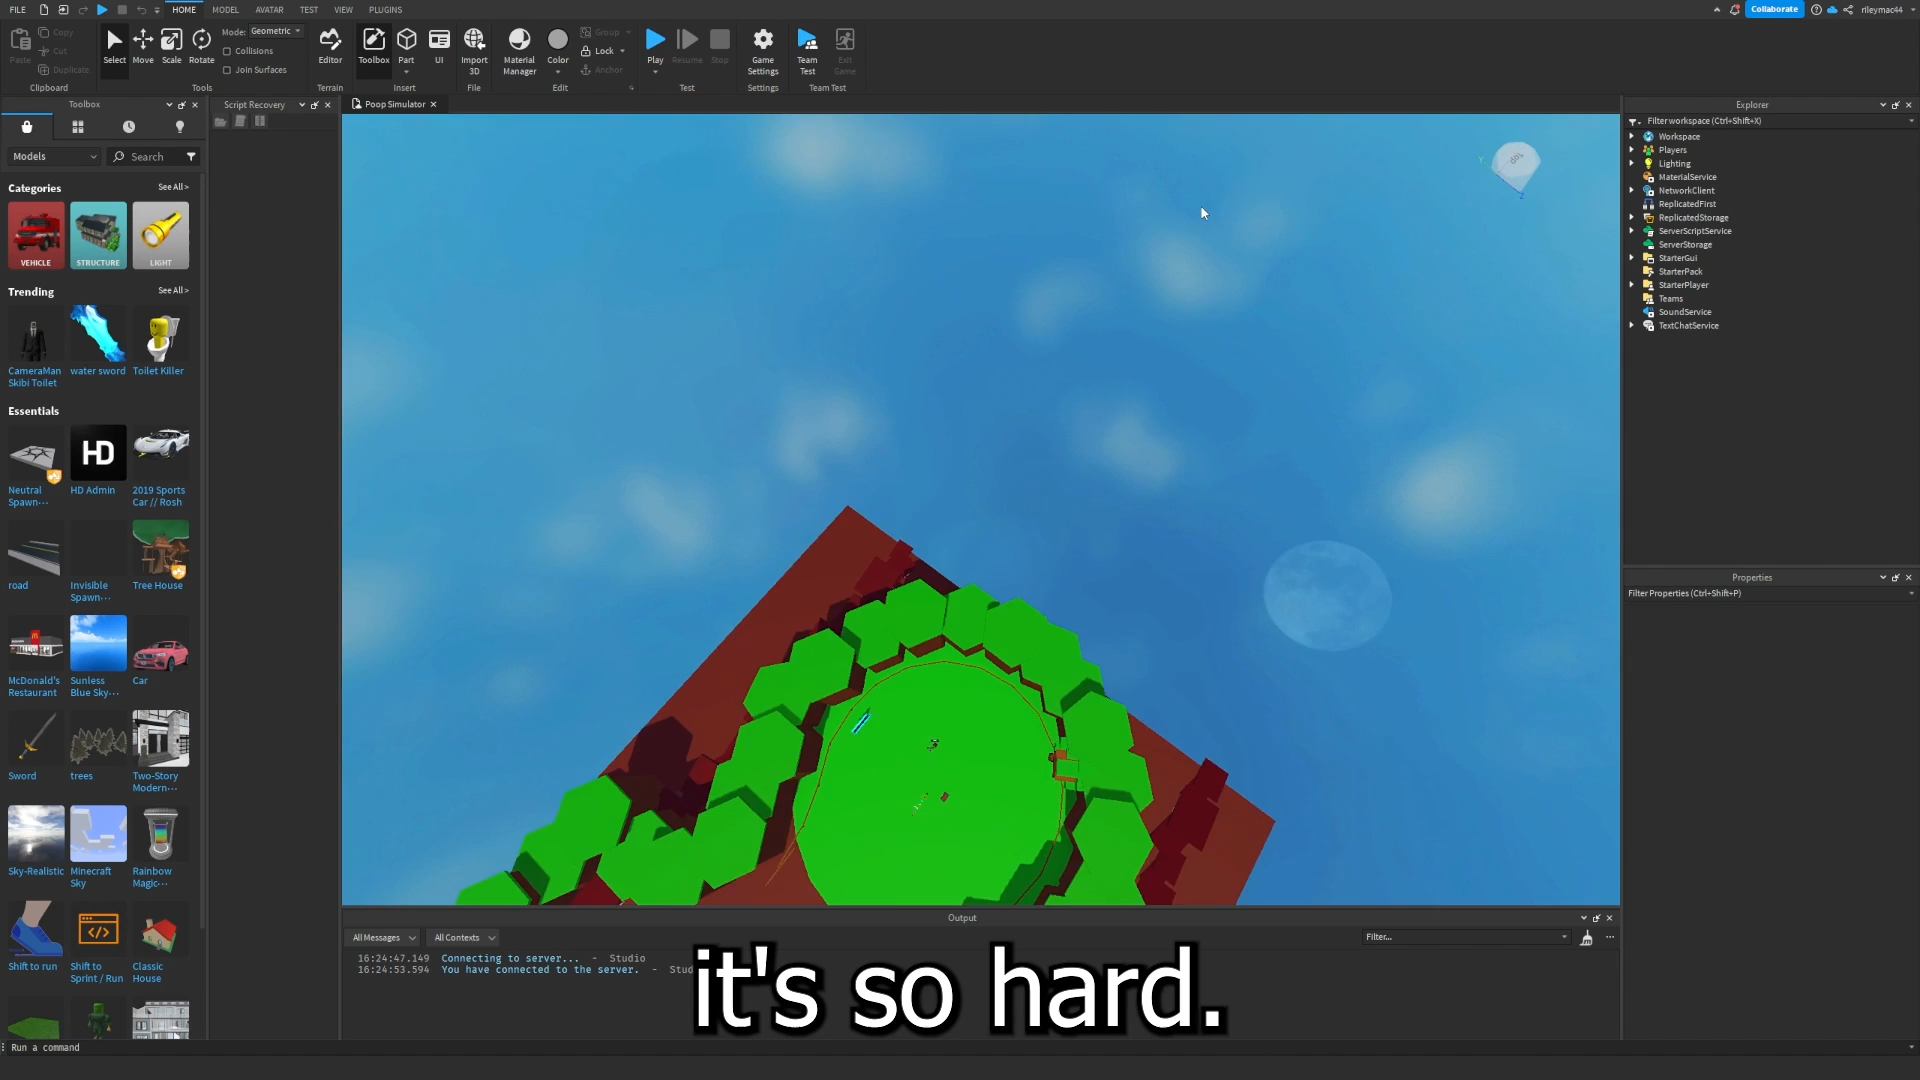 FILE
HOME
MODEL
AVATAR
TEST
VIEW
PLUGINS
Collaborate
rileymac44
Paste
Copy
Cut
Duplicate
Clipboard
Select
Move
Scale
Rotate
Mode: Geometric
Collisions
Join Surfaces
Tools
Editor
Terrain
Toolbox
Part
UI
Insert
Import
3D
File
Material
Manager
Color
Group
Lock
Anchor
Edit
Play
Resume
Stop
Test
Game
Settings
Settings
Team
Test
Exit
Game
Team Test
Toolbox
Script Recovery
Poop Simulator
Models
Search
Categories
See All >
VEHICLE
STRUCTURE
LIGHT
Trending
See All >
CameraMan
Skibi Toilet
water sword
Toilet Killer
Essentials
HD
Neutral
Spawn...
HD Admin
2019 Sports
Car // Rosh
road
Invisible
Spawn...
Tree House
McDonald's
Restaurant
Sunless
Blue Sky...
Car
Sword
trees
Two-Story
Modern...
Sky-Realistic
Minecraft
Sky
Rainbow
Magic...
Shift to run
Shift to
Sprint / Run
Classic
House
Run a command
Y
Z
Output
All Messages
All Contexts
Filter...
16:24:47.149 Connecting to server... - Studio
16:24:53.594 You have connected to the server. - Stud
it's so hard.
Explorer
Filter workspace (Ctrl+Shift+X)
Workspace
Players
Lighting
MaterialService
NetworkClient
ReplicatedFirst
ReplicatedStorage
ServerScriptService
ServerStorage
StarterGui
StarterPack
StarterPlayer
Teams
SoundService
TextChatService
Properties
Filter Properties (Ctrl+Shift+P)